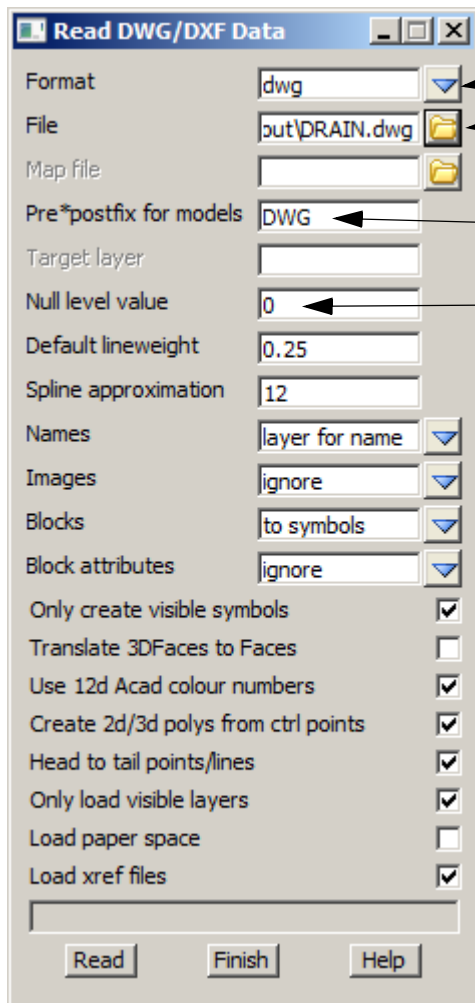 Read DWG/DXF Data
Format dwg
File out\DRAIN.dwg
Map file
Pre*postfix for models DWG
Target layer
Null level value 0
Default lineweight 0.25
Spline approximation 12
Names layer for name
Images ignore
Blocks to symbols
Block attributes ignore
Only create visible symbols
Translate 3DFaces to Faces
Use 12d Acad colour numbers
Create 2d/3d polys from ctrl points
Head to tail points/lines
Only load visible layers
Load paper space
Load xref files
Read Finish Help